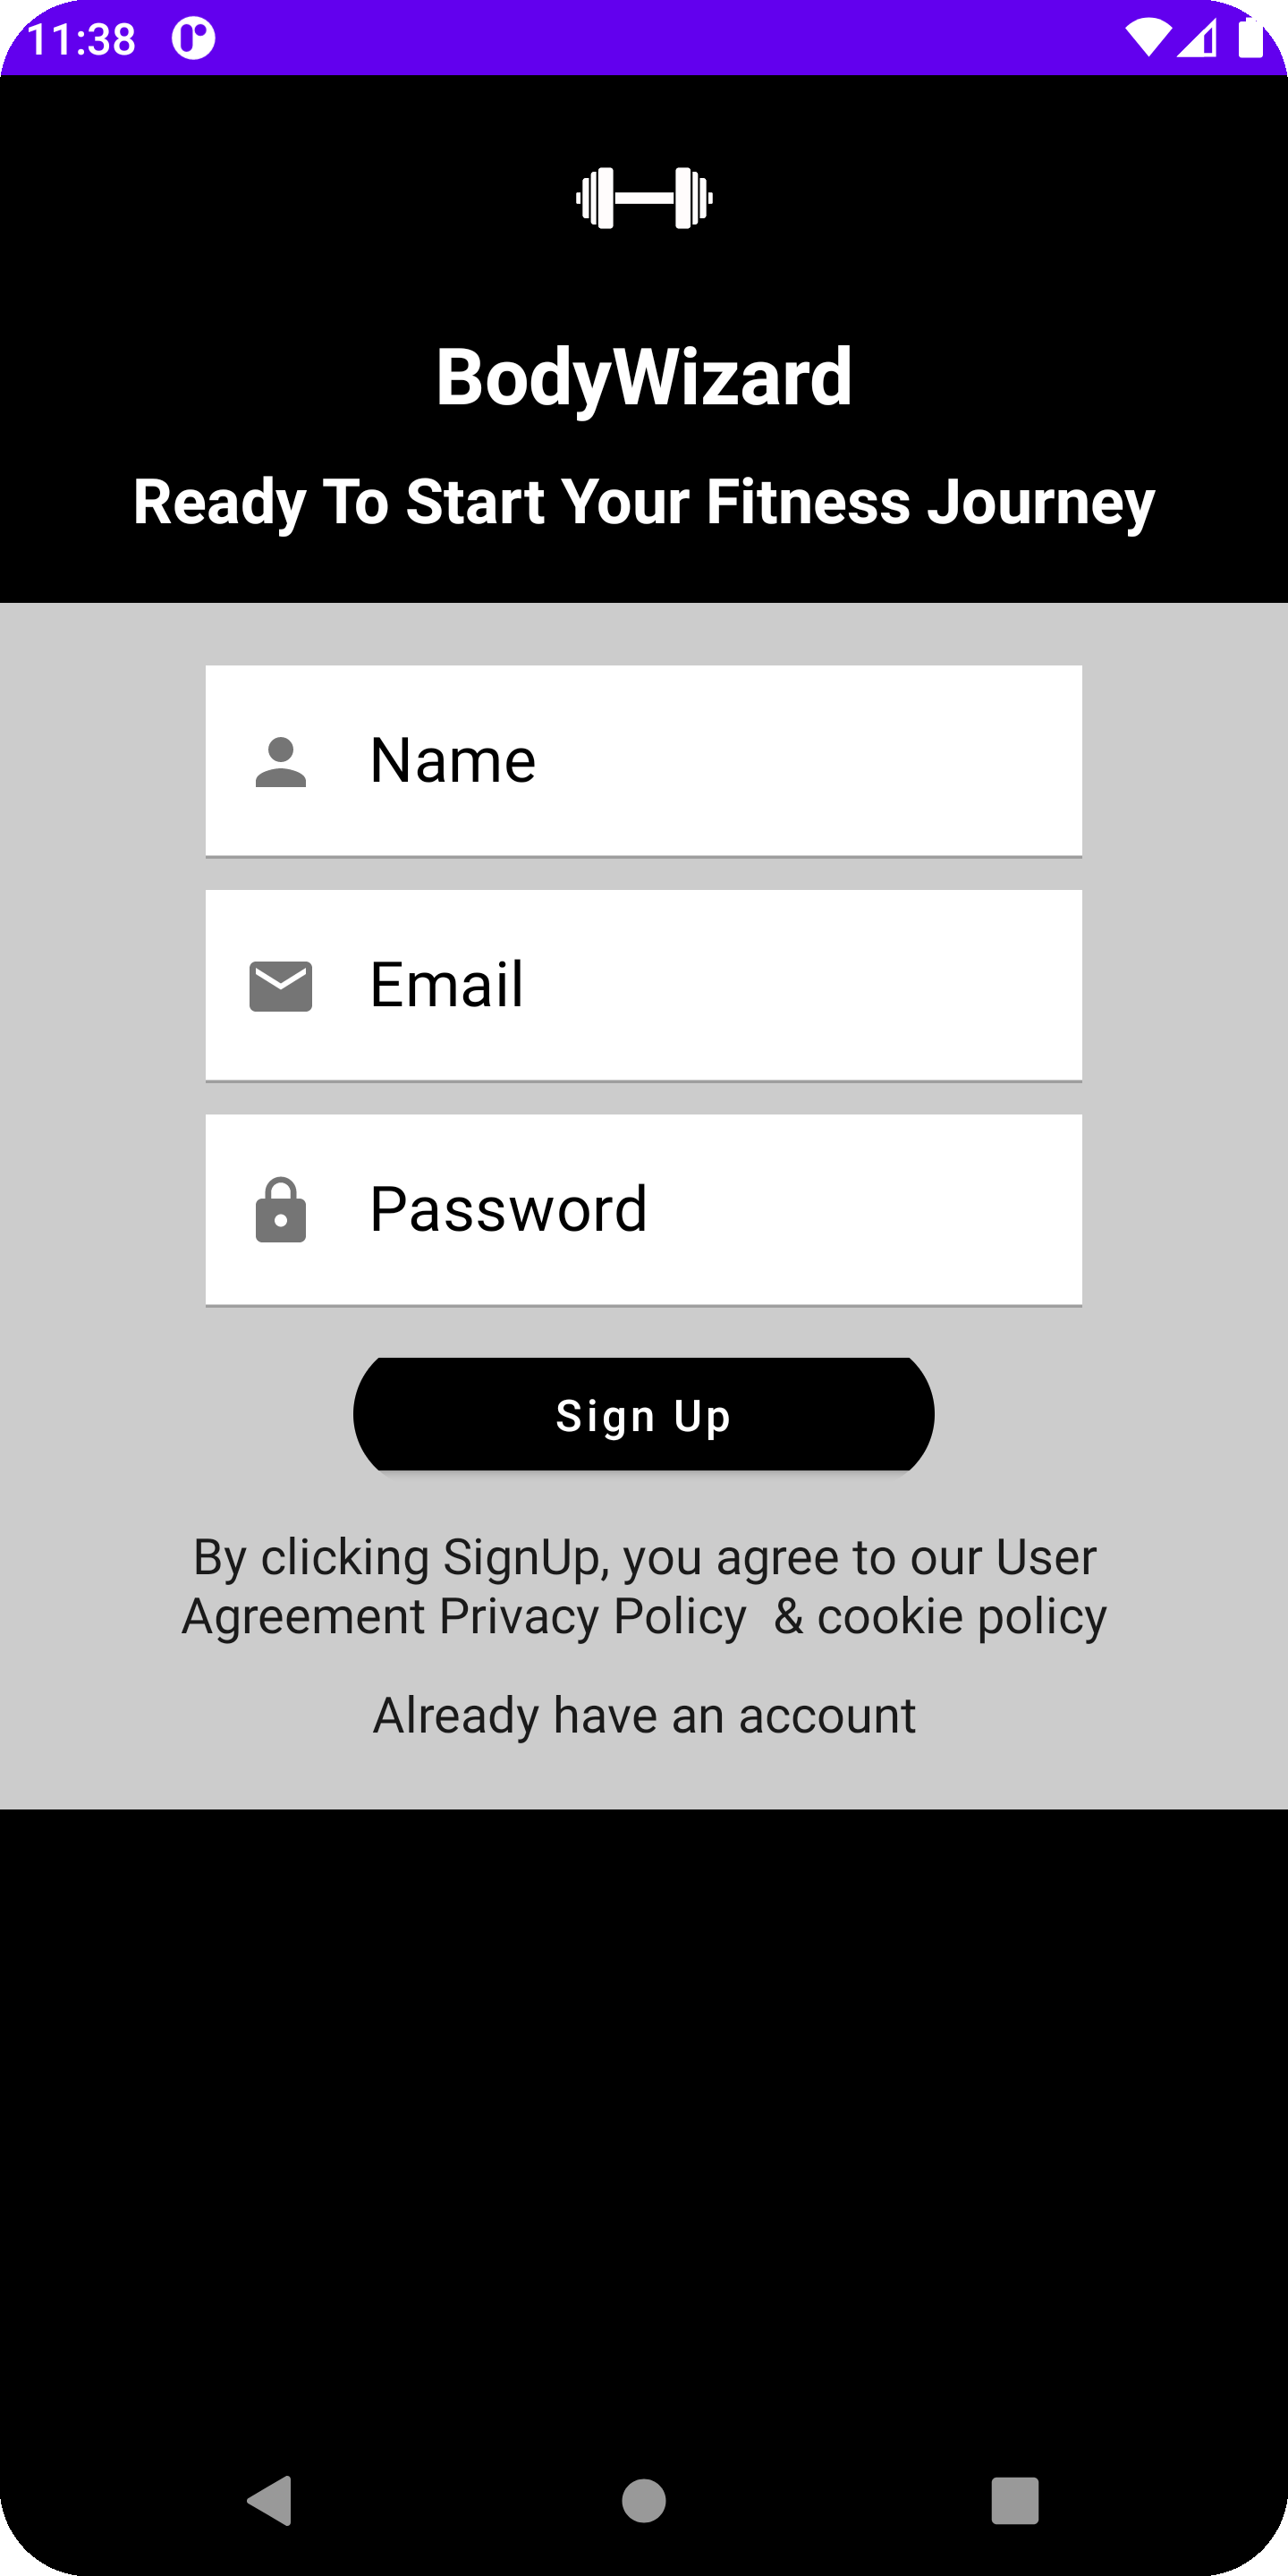 11:38
BodyWizard
Ready To Start Your Fitness Journey
Name
Email
Password
Sign Up
By clicking SignUp, you agree to our User
Agreement Privacy Policy  & cookie policy
Already have an account